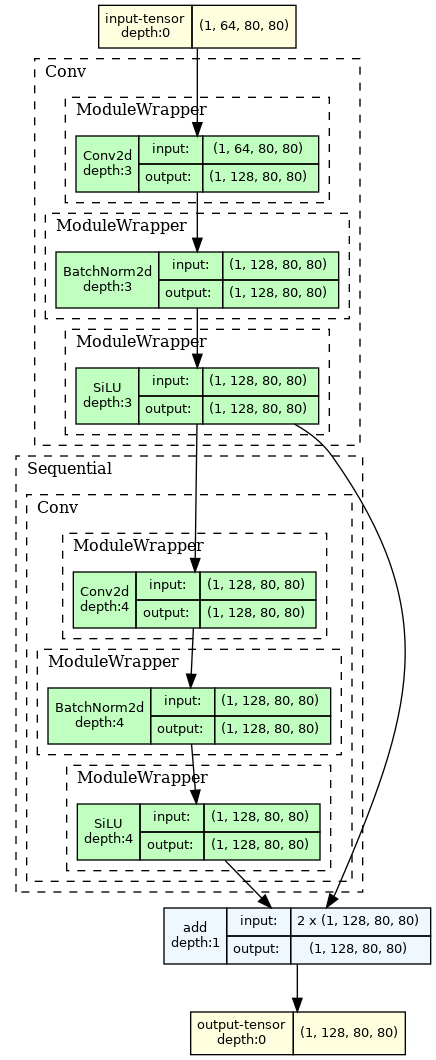 input-tensor
depth:0
(1, 64, 80, 80)
Conv
ModuleWrapper
Conv2d
depth:3
input:
(1, 64, 80, 80)
output:
(1, 128, 80, 80)
ModuleWrapper
BatchNorm2d
depth:3
input:
(1, 128, 80, 80)
output:
(1, 128, 80, 80)
ModuleWrapper
SiLU
depth:3
input:
(1, 128, 80, 80)
output:
(1, 128, 80, 80)
Sequential
Conv
ModuleWrapper
Conv2d
depth:4
input:
(1, 128, 80, 80)
output:
(1, 128, 80, 80)
ModuleWrapper
BatchNorm2d
depth:4
input:
(1, 128, 80, 80)
output:
(1, 128, 80, 80)
ModuleWrapper
SiLU
depth:4
input:
(1, 128, 80, 80)
output:
(1, 128, 80, 80)
add
depth:1
input:
2 x (1, 128, 80, 80)
output:
(1, 128, 80, 80)
output-tensor
depth:0
(1, 128, 80, 80)